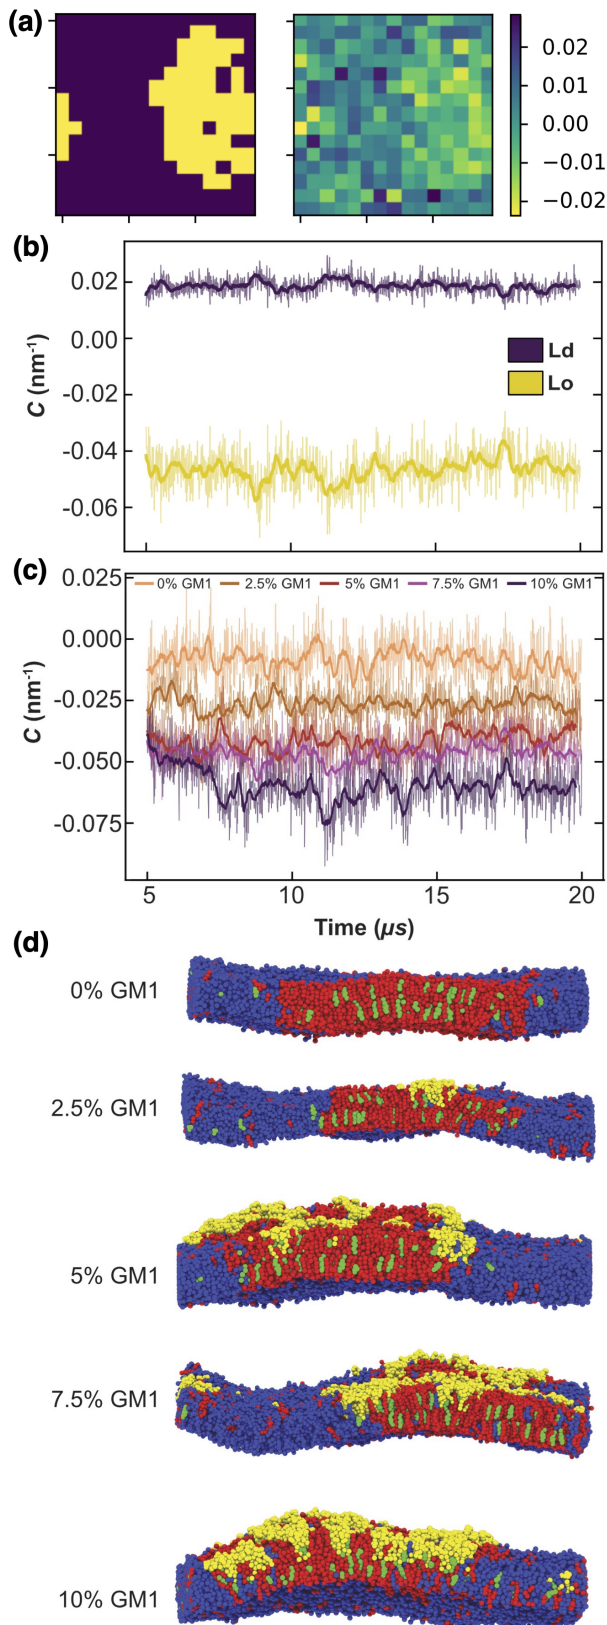 (a)
0.02
0.01
0.00
−0.01
−0.02
(b)
0.02
0.00
-0.02
-0.04
-0.06
C (nm-1)
Ld
Lo
(c)
0.025
0.000
-0.025
-0.050
-0.075
C (nm-1)
0% GM1 2.5% GM1 5% GM1 7.5% GM1 10% GM1
5 10 15 20
Time (μs)
(d)
0% GM1
2.5% GM1
5% GM1
7.5% GM1
10% GM1